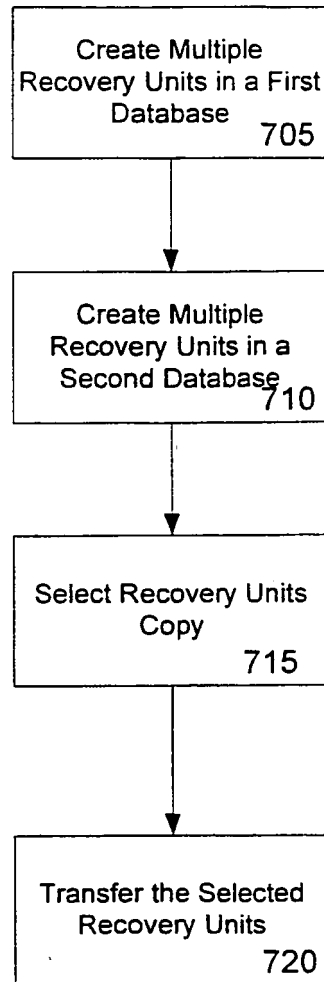 Create Multiple
Recovery Units in a First
Database
705
Create Multiple
Recovery Units in a
Second Database
710
Select Recovery Units
Copy
715
Transfer the Selected
Recovery Units
720